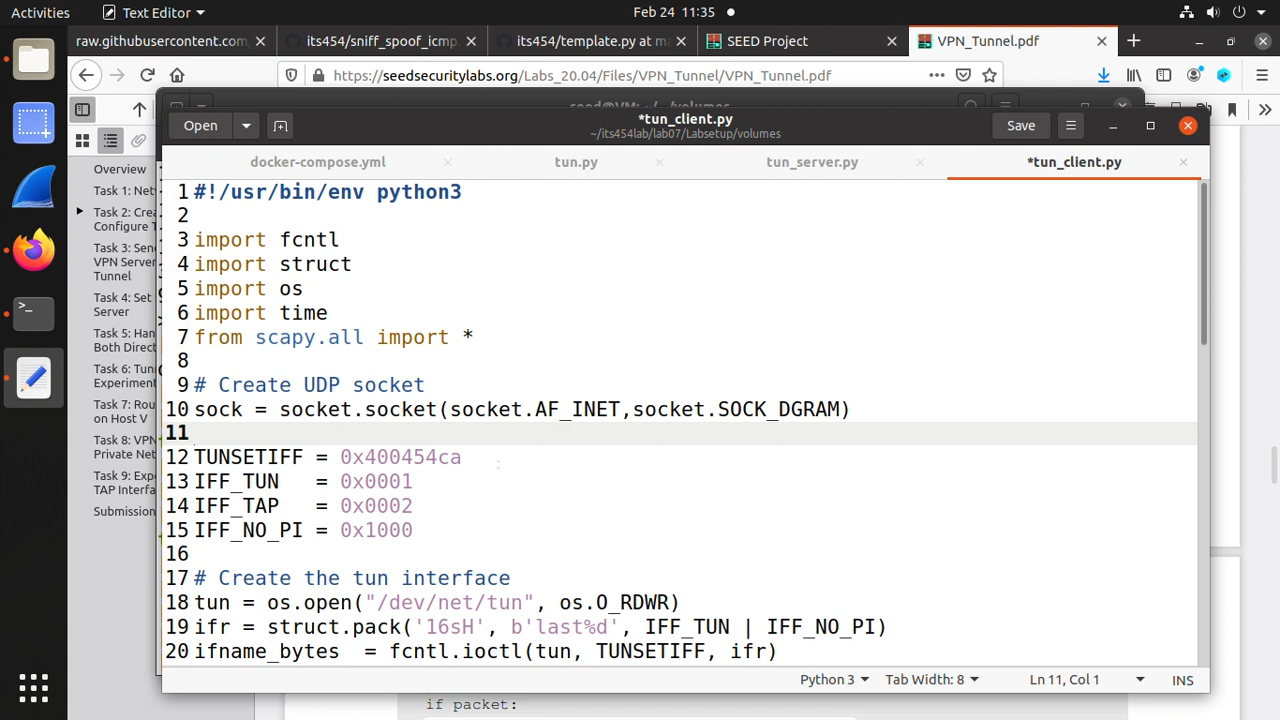 Activities
Text Editor
Feb 24 11:35
raw.githubusercontent.com
its454/sniff_spoof_icmp.
its454/template.py at ma
SEED Project
VPN_Tunnel.pdf
https://seedsecuritylabs.org/Labs_20.04/Files/VPN_Tunnel/VPN_Tunnel.pdf
seed@VM: ~/.../volumes
Open
*tun_client.py
~/its454lab/lab07/Labsetup/volumes
Save
docker-compose.yml
tun.py
tun_server.py
*tun_client.py
Overview
Task 1: Net
Task 2: Crea
Configure T
Task 3: Sen
VPN Server
Tunnel
Task 4: Set
Server
Task 5: Han
Both Direct
Task 6: Tun
Experiment
Task 7: Rou
on Host V
Task 8: VPN
Private Net
Task 9: Exp
TAP Interfa
Submission
1 #!/usr/bin/env python3
2
3 import fcntl
4 import struct
5 import os
6 import time
7 from scapy.all import *
8
9 # Create UDP socket
10 sock = socket.socket(socket.AF_INET,socket.SOCK_DGRAM)
11
12 TUNSETIFF = 0x400454ca
13 IFF_TUN   = 0x0001
14 IFF_TAP   = 0x0002
15 IFF_NO_PI = 0x1000
16
17 # Create the tun interface
18 tun = os.open("/dev/net/tun", os.O_RDWR)
19 ifr = struct.pack('16sH', b'last%d', IFF_TUN | IFF_NO_PI)
20 ifname_bytes  = fcntl.ioctl(tun, TUNSETIFF, ifr)
Python 3
Tab Width: 8
Ln 11, Col 1
INS
if packet: